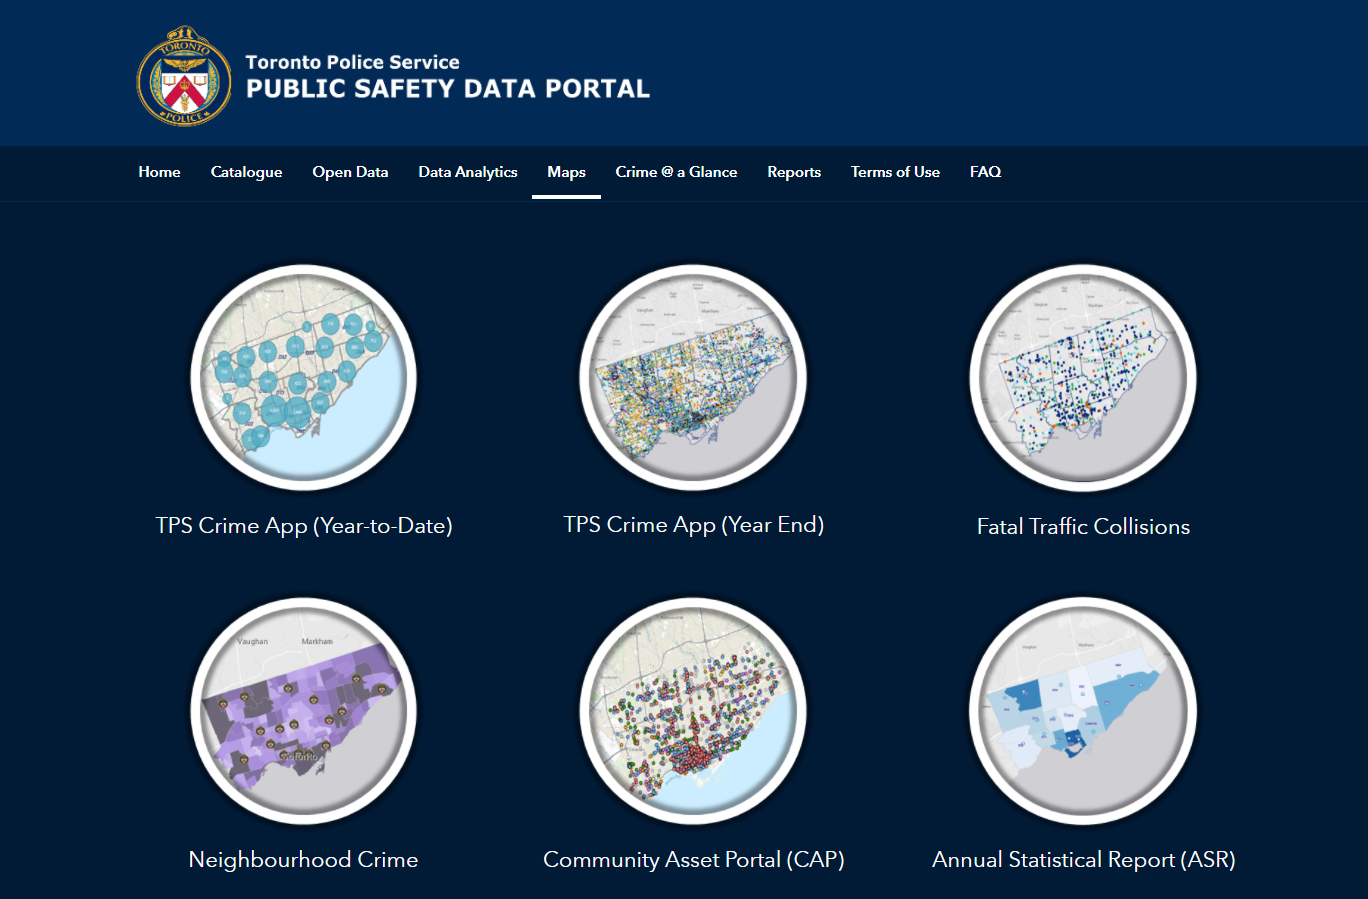 TORONTO
POLICE
Toronto Police Service
PUBLIC SAFETY DATA PORTAL
Home
Catalogue
Open Data
Data Analytics
Maps
Crime @ a Glance
Reports
Terms of Use
FAQ
TPS Crime App (Year-to-Date)
Vaughan
Markham
TPS Crime App (Year End)
Fatal Traffic Collisions
Vaughan
Markham
Neighbourhood Crime
Community Asset Portal (CAP)
Annual Statistical Report (ASR)